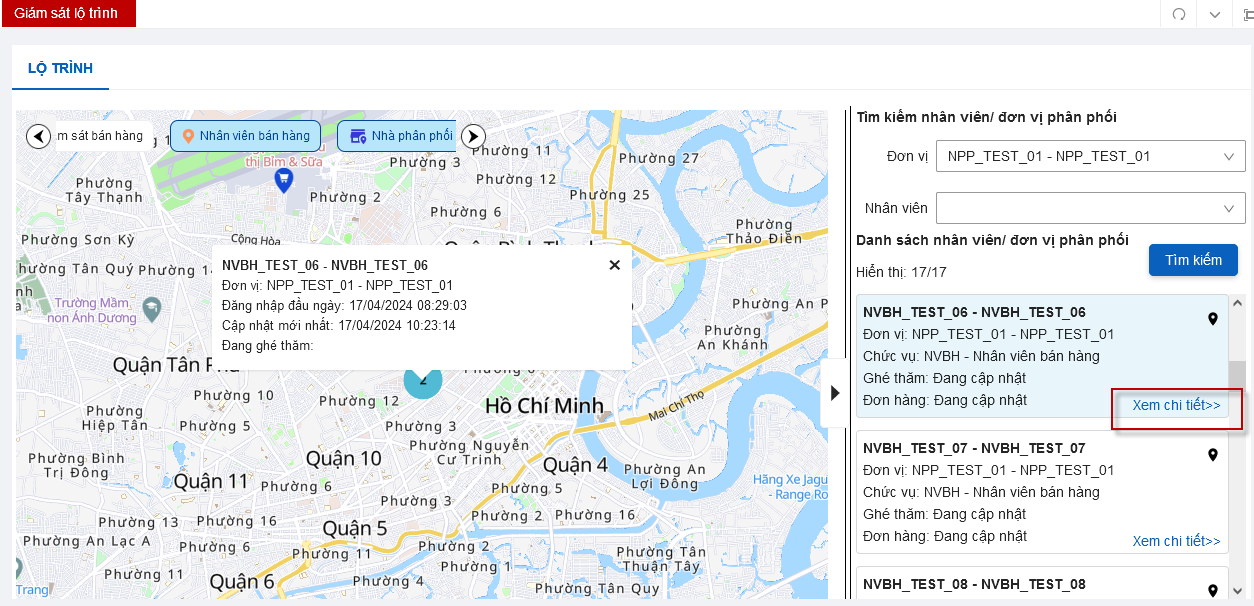 Giám sát lộ trình
LỘ TRÌNH
m sát bán hàng
Nhân viên bán hàng
Nhà phân phối
thị Bỉm & Sữa
Phường 3
Phường 11
Phường 27
Phường
Tây Thạnh
Phường 12
Phường 2
Phường 25
Phường 6
Phường
Thảo Điền
Phường Sơn Kỳ
Cộng Hòa
Phường Tân Quý
Phường 1
Trường Mầm
non Ánh Dương
NVBH_TEST_06 - NVBH_TEST_06
Đơn vị: NPP_TEST_01 - NPP_TEST_01
Đăng nhập đầu ngày: 17/04/2024 08:29:03
Cập nhật mới nhất: 17/04/2024 10:23:14
Đang ghé thăm:
Phường An P
Phường
An Khánh
Quận Tân P
2
Phường 10
Phường 12
Hồ Chí Minh
Mai Chí Thọ
Phường
Hiệp Tân
Phường 5
Phường 3
Phường Nguyễn
Cư Trinh
Phường Bình
Trị Đông
Quận 10
Quận 4
Phường An
Lợi Đông
Quận 11
Phường 6
Phường 5
Hãng Xe Jagu
- Range Ro
Phường 3
Phường 2
Phường 16
Phường 13
Phường 16
Quận 5
Phường An Lạc A
Phường 6
Phường 11
Phường 2
Phường 1
Phường Tân
Thuận Tây
Phường 11
Quận 6
Phường 4
Phường Tân Quy
Trang
Tìm kiếm nhân viên/ đơn vị phân phối
Đơn vị
NPP_TEST_01 - NPP_TEST_01
Nhân viên
Danh sách nhân viên/ đơn vị phân phối
Hiển thị: 17/17
Tìm kiếm
NVBH_TEST_06 - NVBH_TEST_06
Đơn vị: NPP_TEST_01 - NPP_TEST_01
Chức vụ: NVBH - Nhân viên bán hàng
Ghé thăm: Đang cập nhật
Đơn hàng: Đang cập nhật
Xem chi tiết>>
NVBH_TEST_07 - NVBH_TEST_07
Đơn vị: NPP_TEST_01 - NPP_TEST_01
Chức vụ: NVBH - Nhân viên bán hàng
Ghé thăm: Đang cập nhật
Đơn hàng: Đang cập nhật
Xem chi tiết>>
NVBH_TEST_08 - NVBH_TEST_08